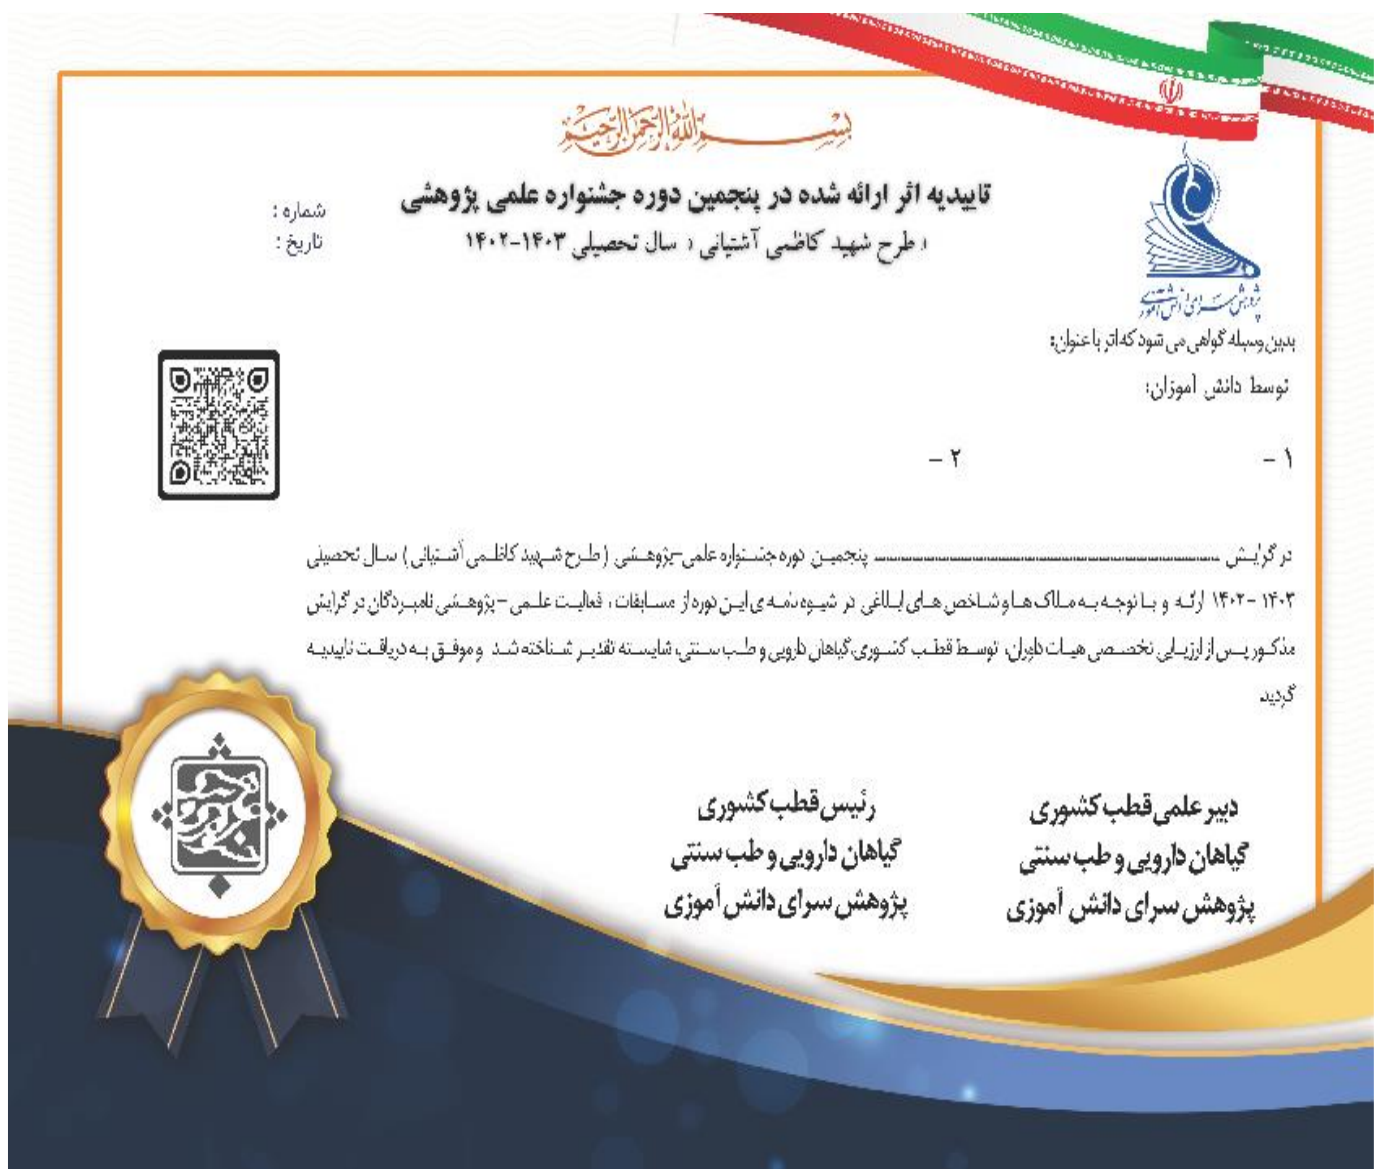 بسم الله الرحمن الرحیم
تاییدیه اثر ارائه شده در پنجمین دوره جشنواره علمی پژوهشی
شماره :
( طرح شهید کاظمی آشتیانی ) سال تحصیلی ۱۴۰۳-۱۴۰۲
تاریخ :
پژوهش سرای دانش آموزی
بدین وسیله گواهی می شود که اثر با عنوان:
توسط دانش آموزان:
۱ -
۲ -
در گرایش ........................ پنجمین دوره جشنواره علمی-پژوهشی ( طرح شهید کاظمی آشتیانی ) سال تحصیلی
۱۴۰۳ -۱۴۰۲ ارائه و با توجه به ملاک ها و شاخص های ابلاغی در شیوه نامه ی این دوره از مسابقات ، فعالیت علمی - پژوهشی نامبردگان در گرایش
مذکور پس از ارزیابی تخصصی هیات داوران، توسط قطب کشوری گیاهان دارویی و طب سنتی، شایسته تقدیر شناخته شد و موفق به دریافت تاییدیه
گردید.
دبیر علمی قطب کشوری
گیاهان دارویی و طب سنتی
پژوهش سرای دانش آموزی
رئیس قطب کشوری
گیاهان دارویی و طب سنتی
پژوهش سرای دانش آموزی